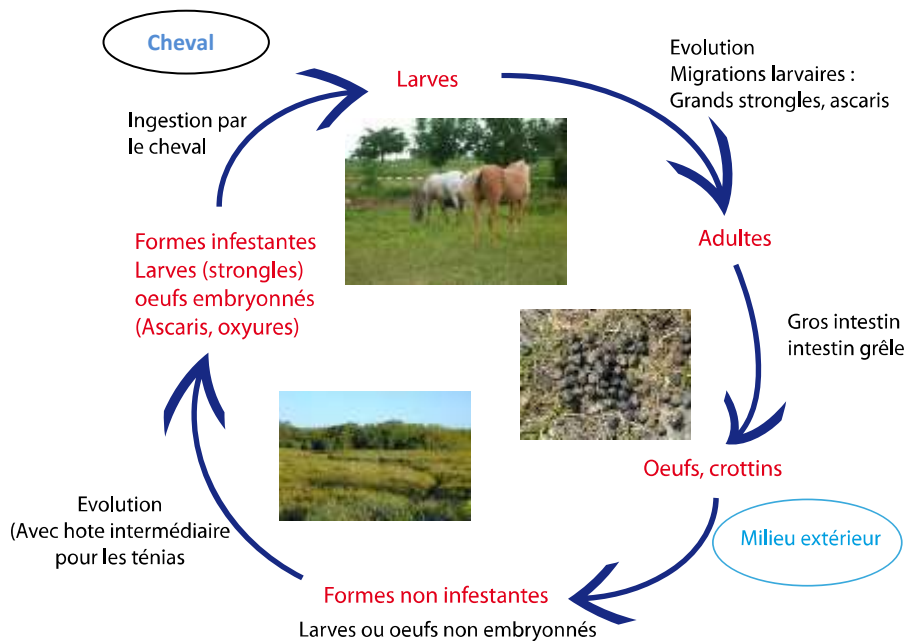 Cheval
Larves
Evolution
Migrations larvaires :
Grands strongles, ascaris
Ingestion par
le cheval
Formes infestantes
Larves (strongles)
oeufs embryonnés
(Ascaris, oxyures)
Adultes
Gros intestin
intestin grêle
Oeufs, crottins
Milieu extérieur
Evolution
(Avec hote intermédiaire
pour les ténias
Formes non infestantes
Larves ou oeufs non embryonnés